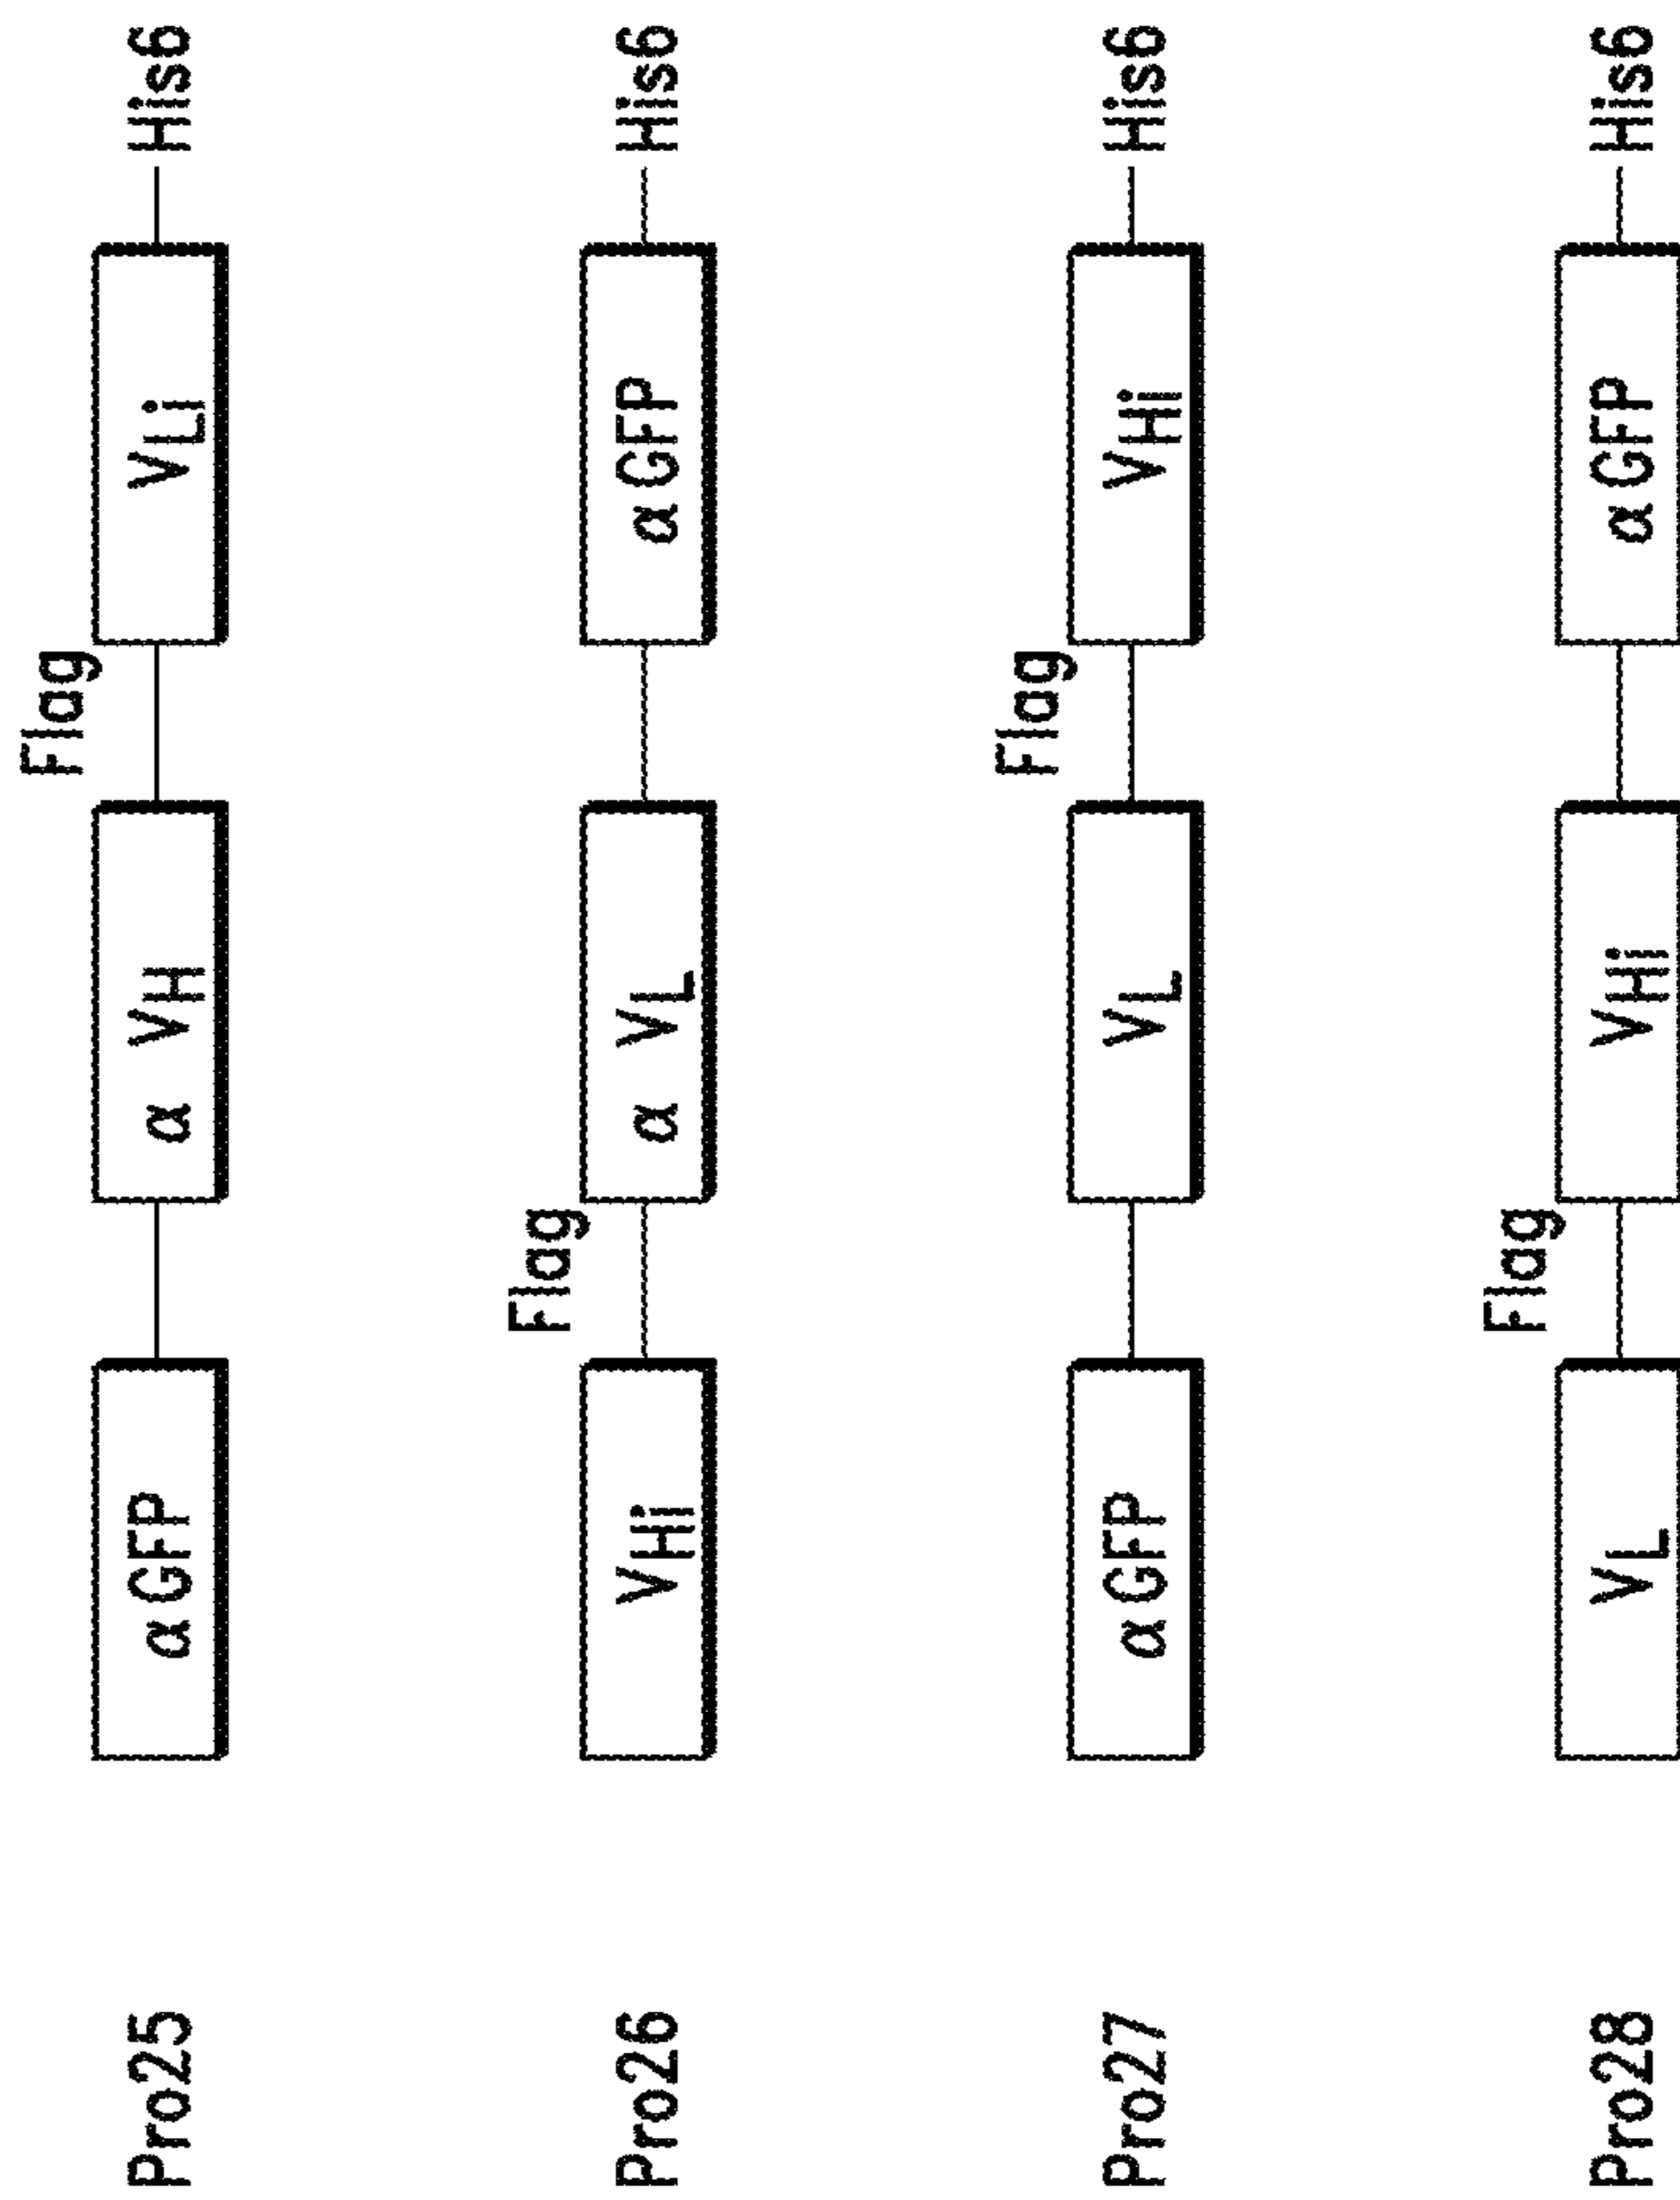 Flag
Pro25 αGFP α VH VLi His6
Flag
Pro26 VHi α VL αGFP His6
Flag
Pro27 αGFP VL VHi His6
Flag
Pro28 VL VHi αGFP His6